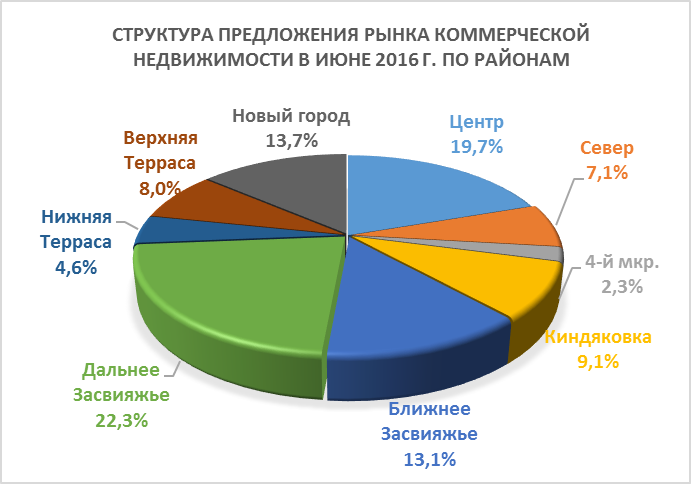 СТРУКТУРА ПРЕДЛОЖЕНИЯ РЫНКА КОММЕРЧЕСКОЙ
НЕДВИЖИМОСТИ В ИЮНЕ 2016 Г. ПО РАЙОНАМ
Центр
19,7%
Север
7,1%
4-й мкр.
2,3%
Киндяковка
9,1%
Ближнее
Засвияжье
13,1%
Дальнее
Засвияжье
22,3%
Нижняя
Терраса
4,6%
Верхняя
Терраса
8,0%
Новый город
13,7%